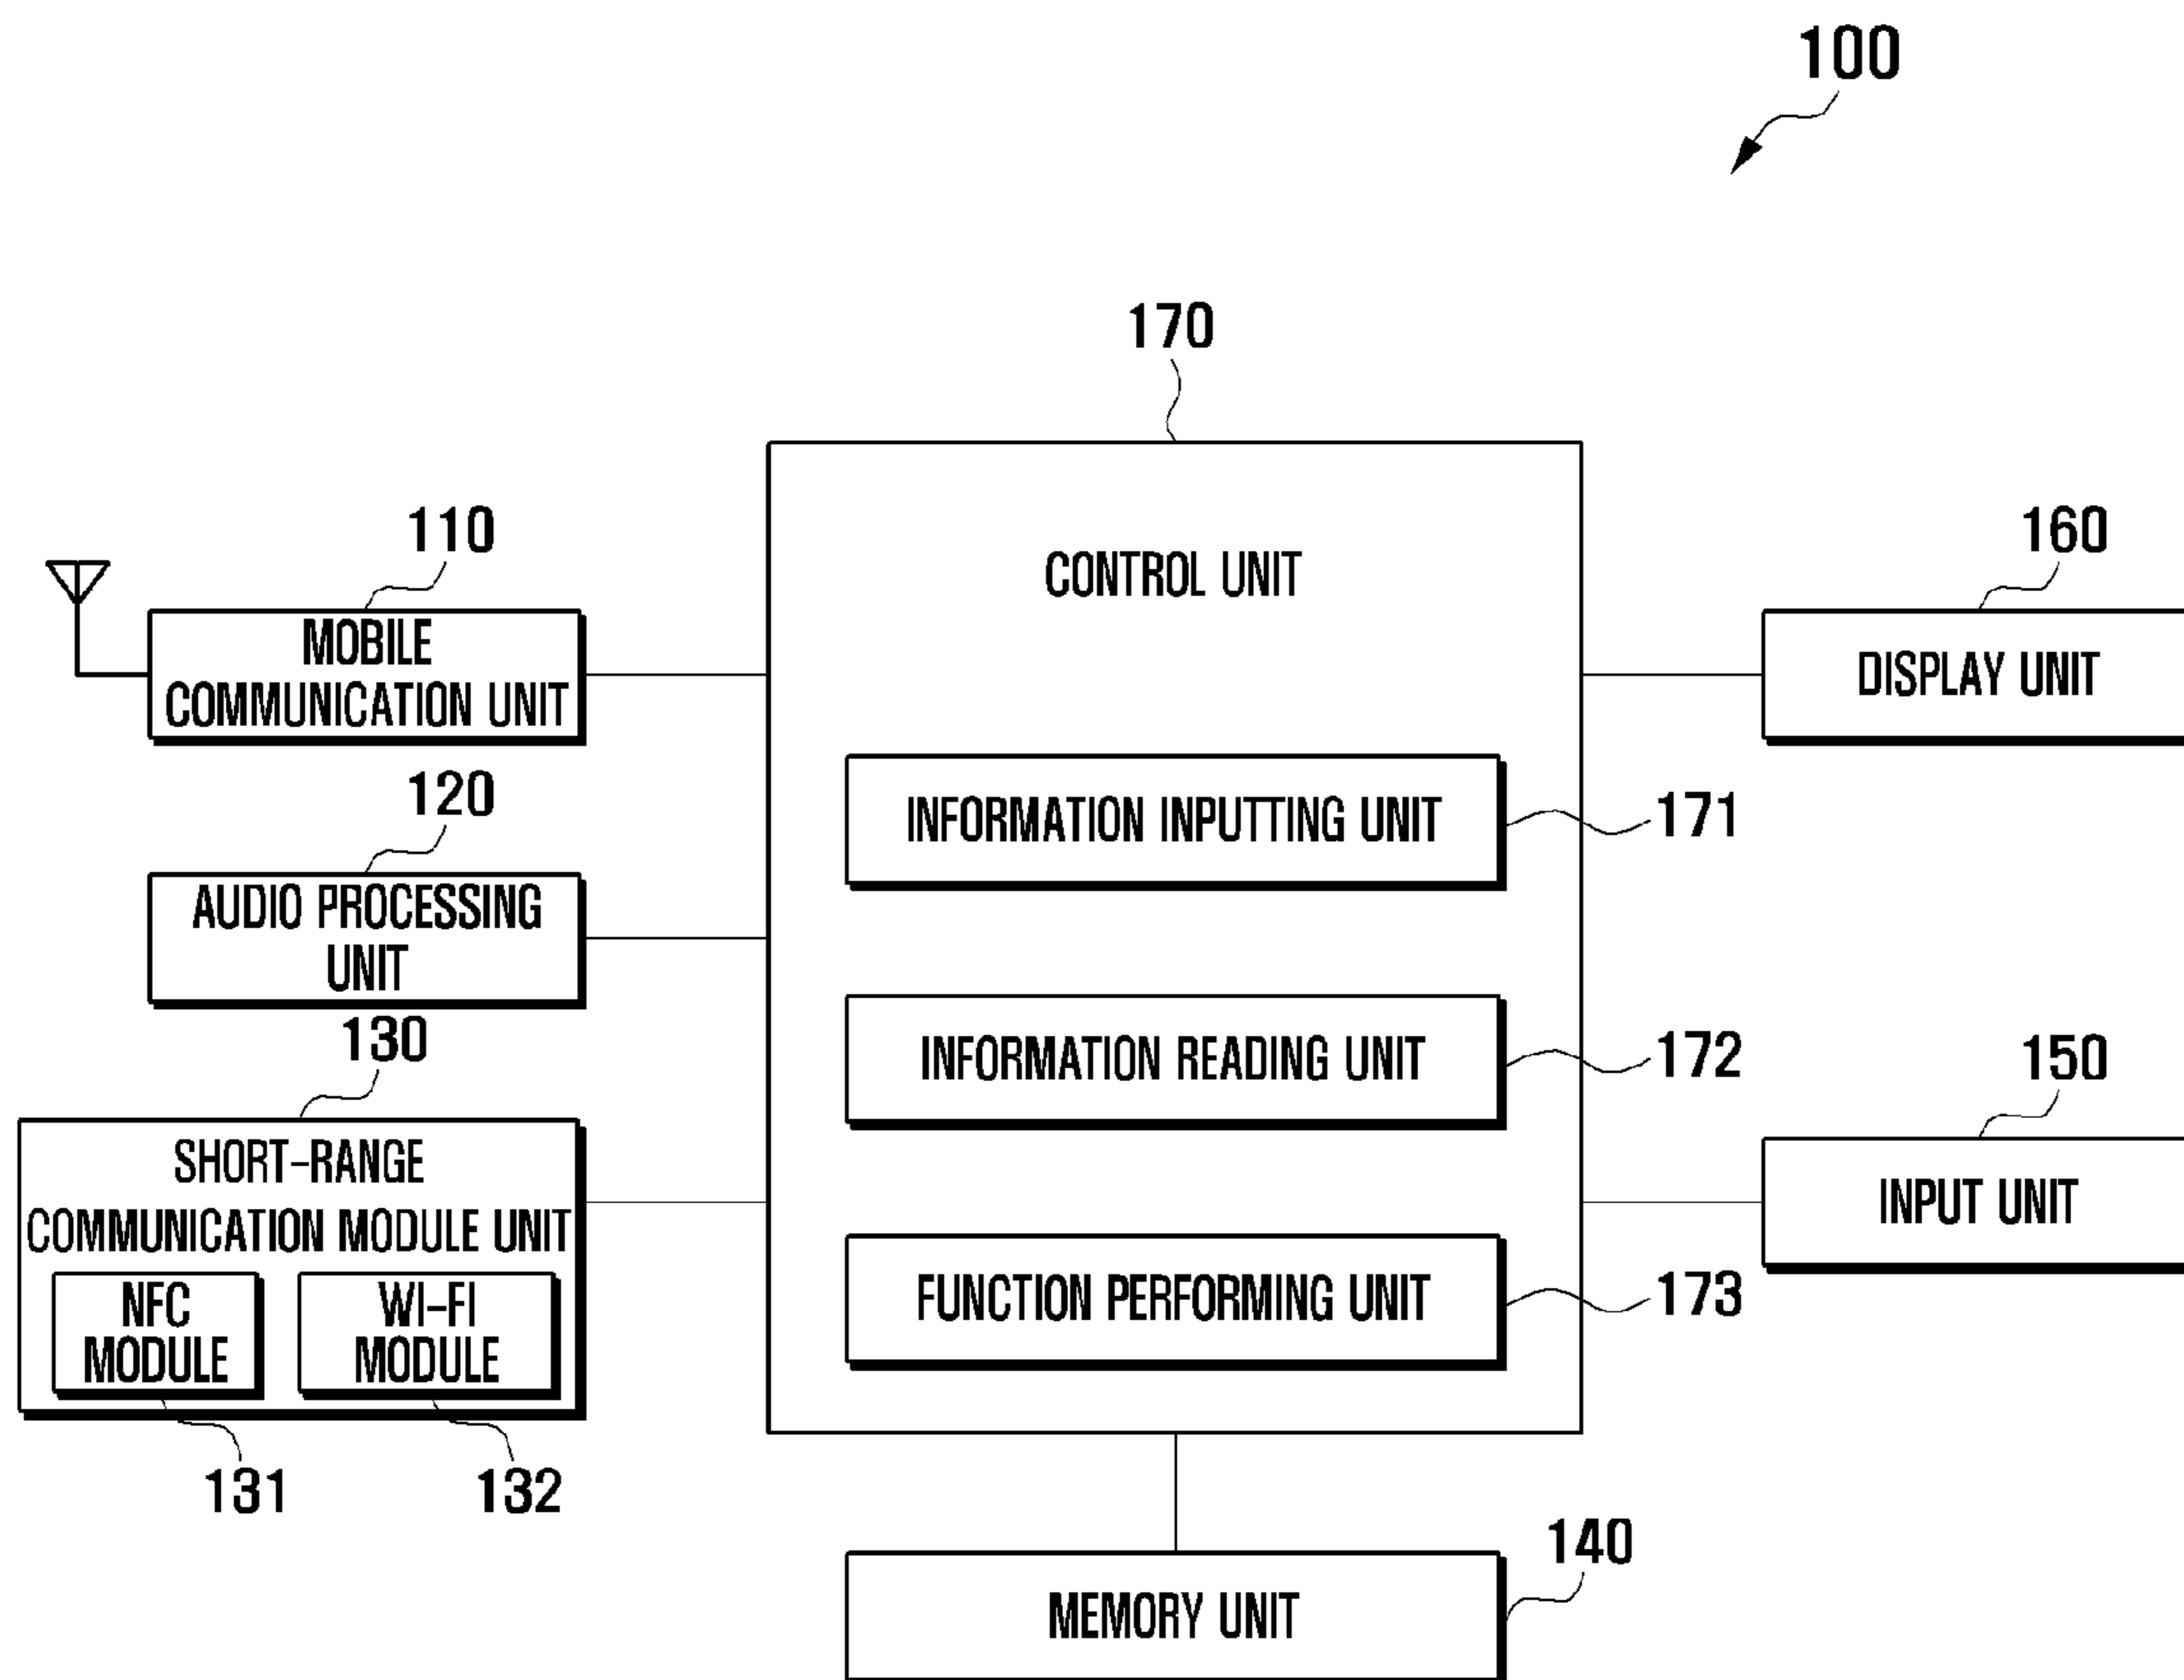 100
170
110
160
CONTROL UNIT
MOBILE
COMMUNICATION UNIT
DISPLAY UNIT
120
INFORMATION INPUTTING UNIT
171
AUDIO PROCESSING
UNIT
130
INFORMATION READING UNIT
172
150
SHORT-RANGE
COMMUNICATION MODULE UNIT
INPUT UNIT
NFC
MODULE
WI-FI
MODULE
FUNCTION PERFORMING UNIT
173
131
132
140
MEMORY UNIT